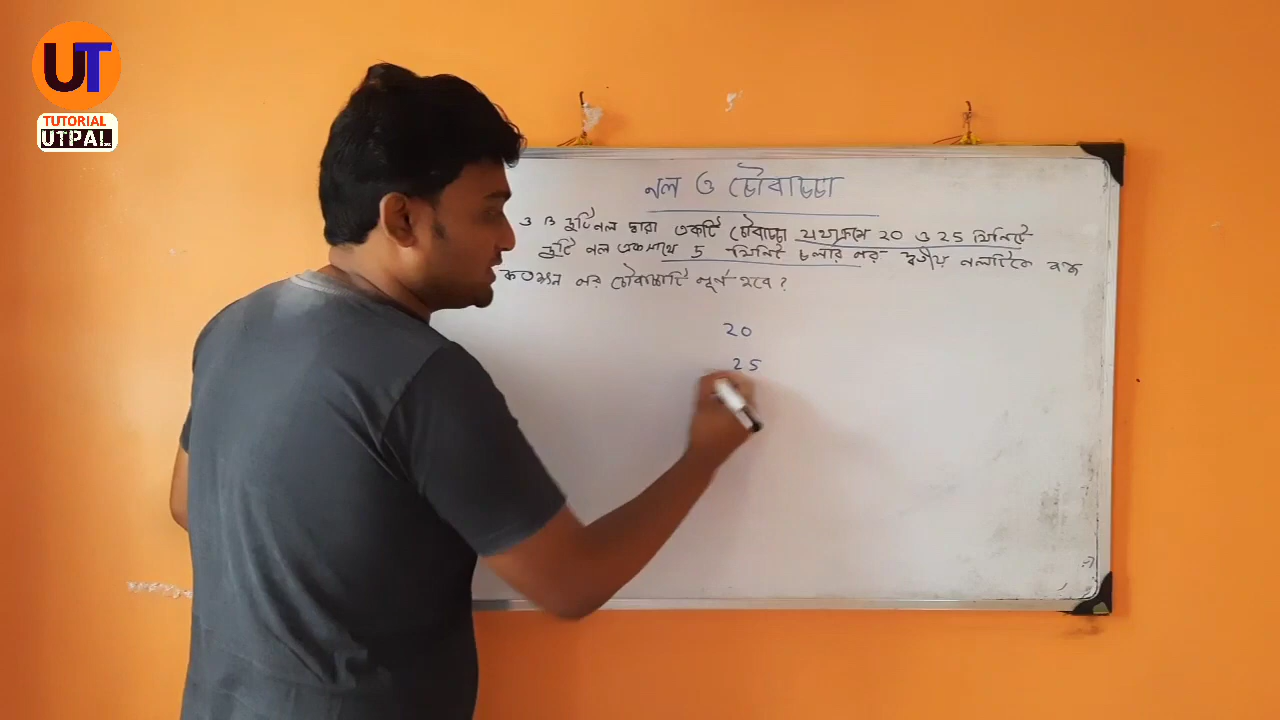 UT
TUTORIAL
UTPAL
নল ও চৌবাচ্চা
ও B দুটি নল দ্বারা একটি চৌবাচ্চা যথাক্রমে 20 ও 25 মিনিটে
দুটি নল একসাথে 5 মিনিট চলার পর দ্বিতীয় নলটিকে বন্ধ
কতক্ষন পর চৌবাচ্চাটি পূর্ণ হবে ?
20
25